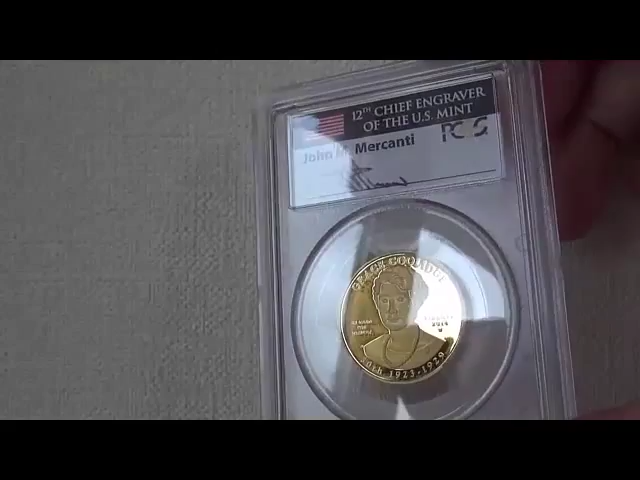 12TH CHIEF ENGRAVER
OF THE U.S. MINT
PCGS
John M. Mercanti
GRACE COOLIDGE
LIBERTY
2014
W
30th 1923-1929